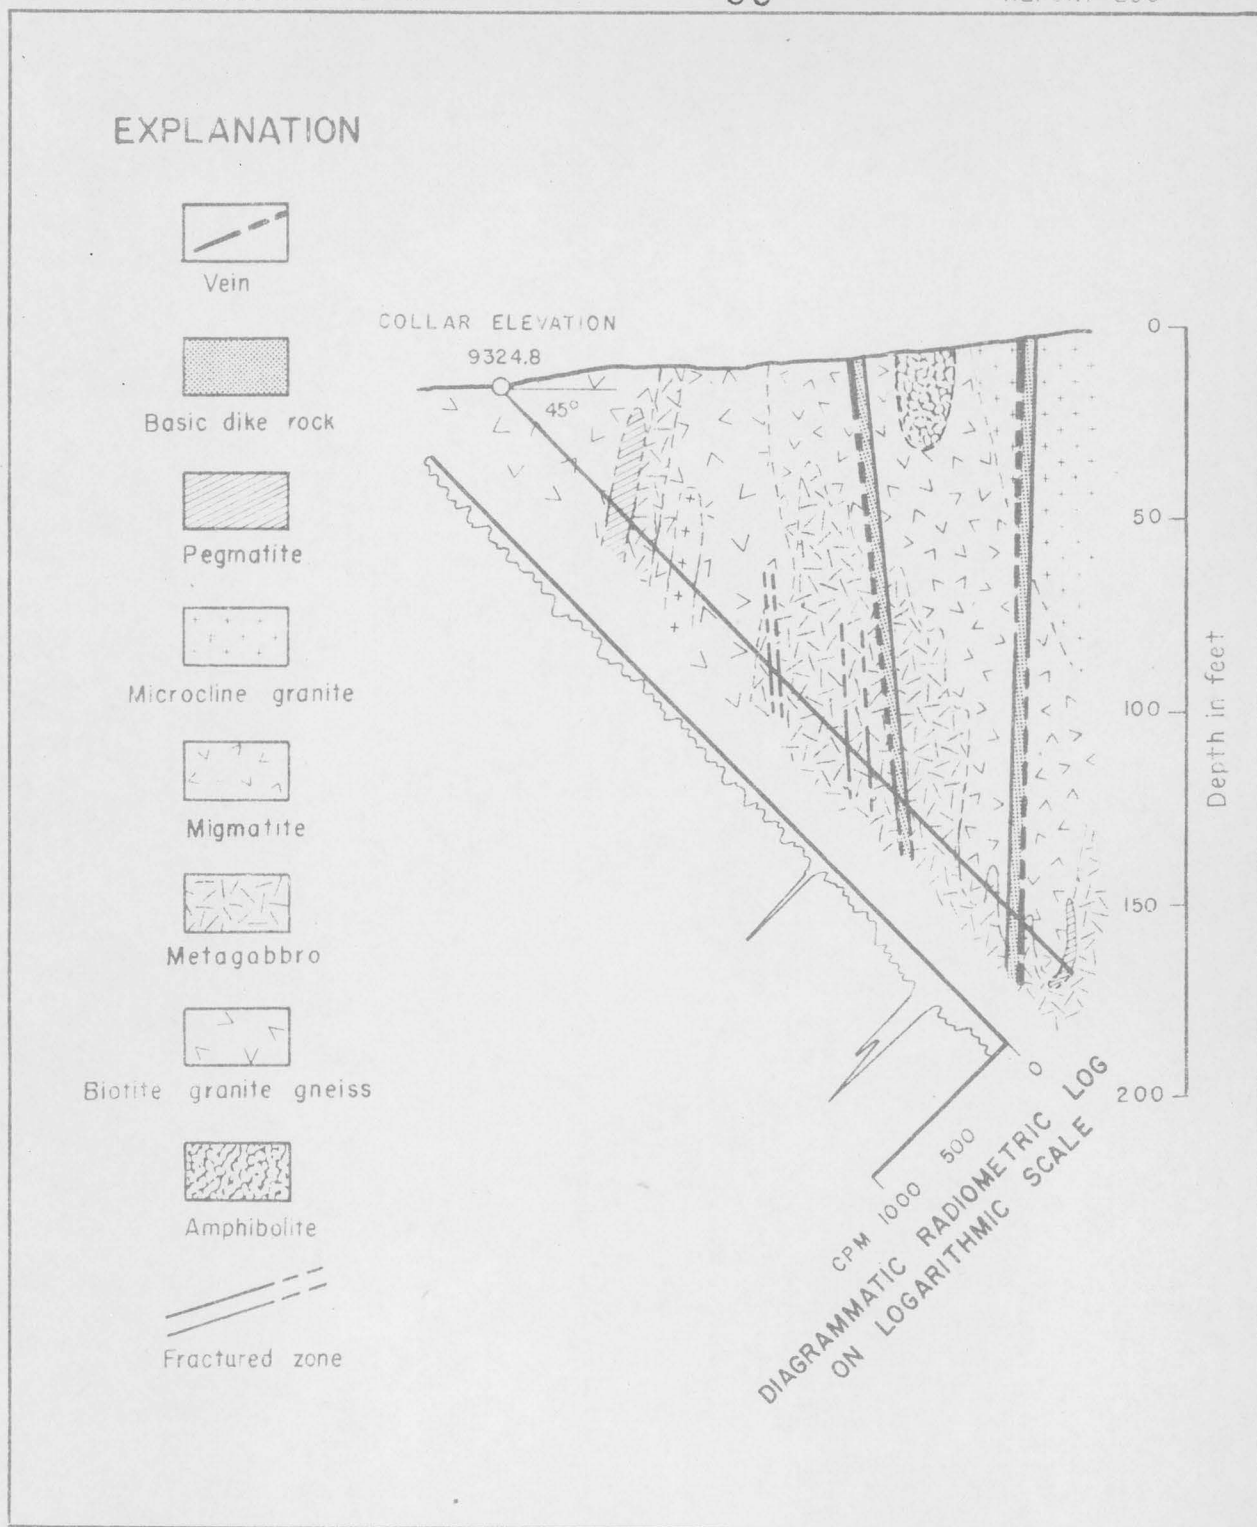 EXPLANATION
Vein
Basic dike rock
Pegmatite
Microcline granite
Migmatite
Metagabbro
Biotite granite gneiss
Amphibolite
Fractured zone
COLLAR ELEVATION
9324.8
45°
0
50
100
150
200
Depth in feet
0
500
CPM 1000
DIAGRAMMATIC RADIOMETRIC LOG
ON LOGARITHMIC SCALE